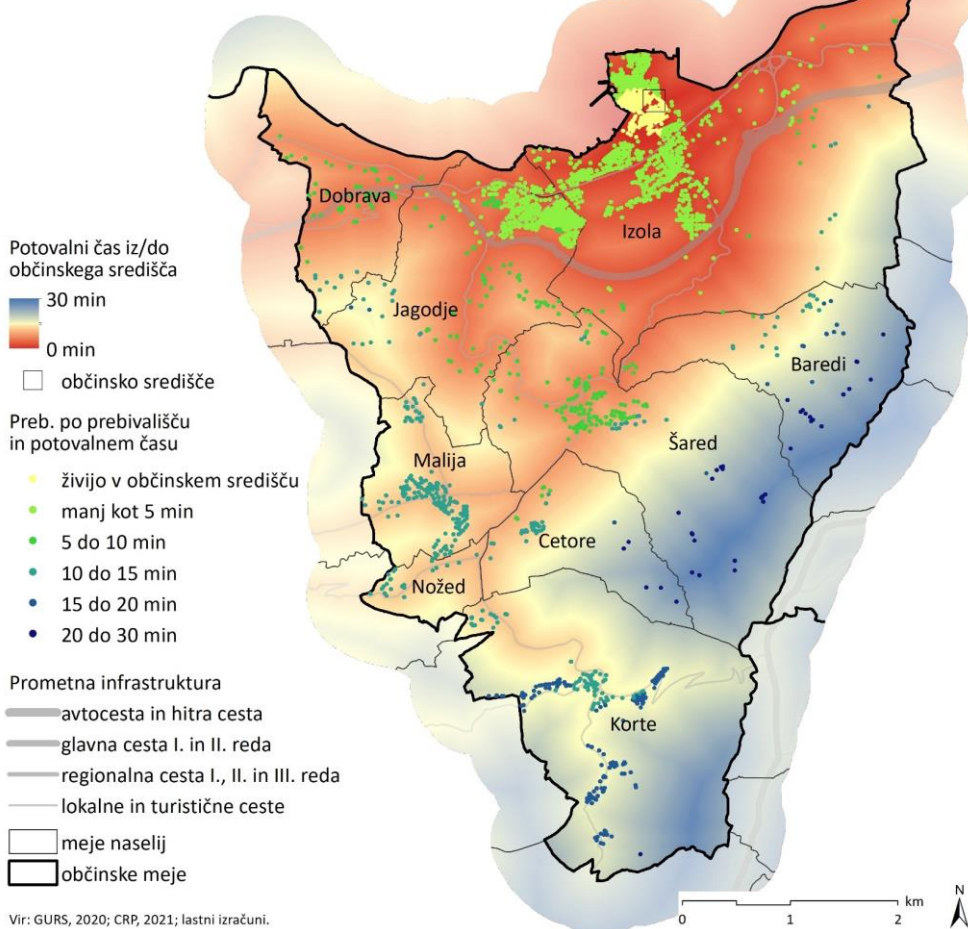 Potovalni čas iz/do
občinskega središča
30 min
0 min
občinsko središče
Preb. po prebivališču
in potovalnem času
živijo v občinskem središču
manj kot 5 min
5 do 10 min
10 do 15 min
15 do 20 min
20 do 30 min
Prometna infrastruktura
avtocesta in hitra cesta
glavna cesta I. in II. reda
regionalna cesta I., II. in III. reda
lokalne in turistične ceste
meje naselij
občinske meje
Vir: GURS, 2020; CRP, 2021; lastni izračuni.
Dobrava
Izola
Jagodje
Baredi
Šared
Malija
Cetore
Nožed
Korte
km
0 1 2
N